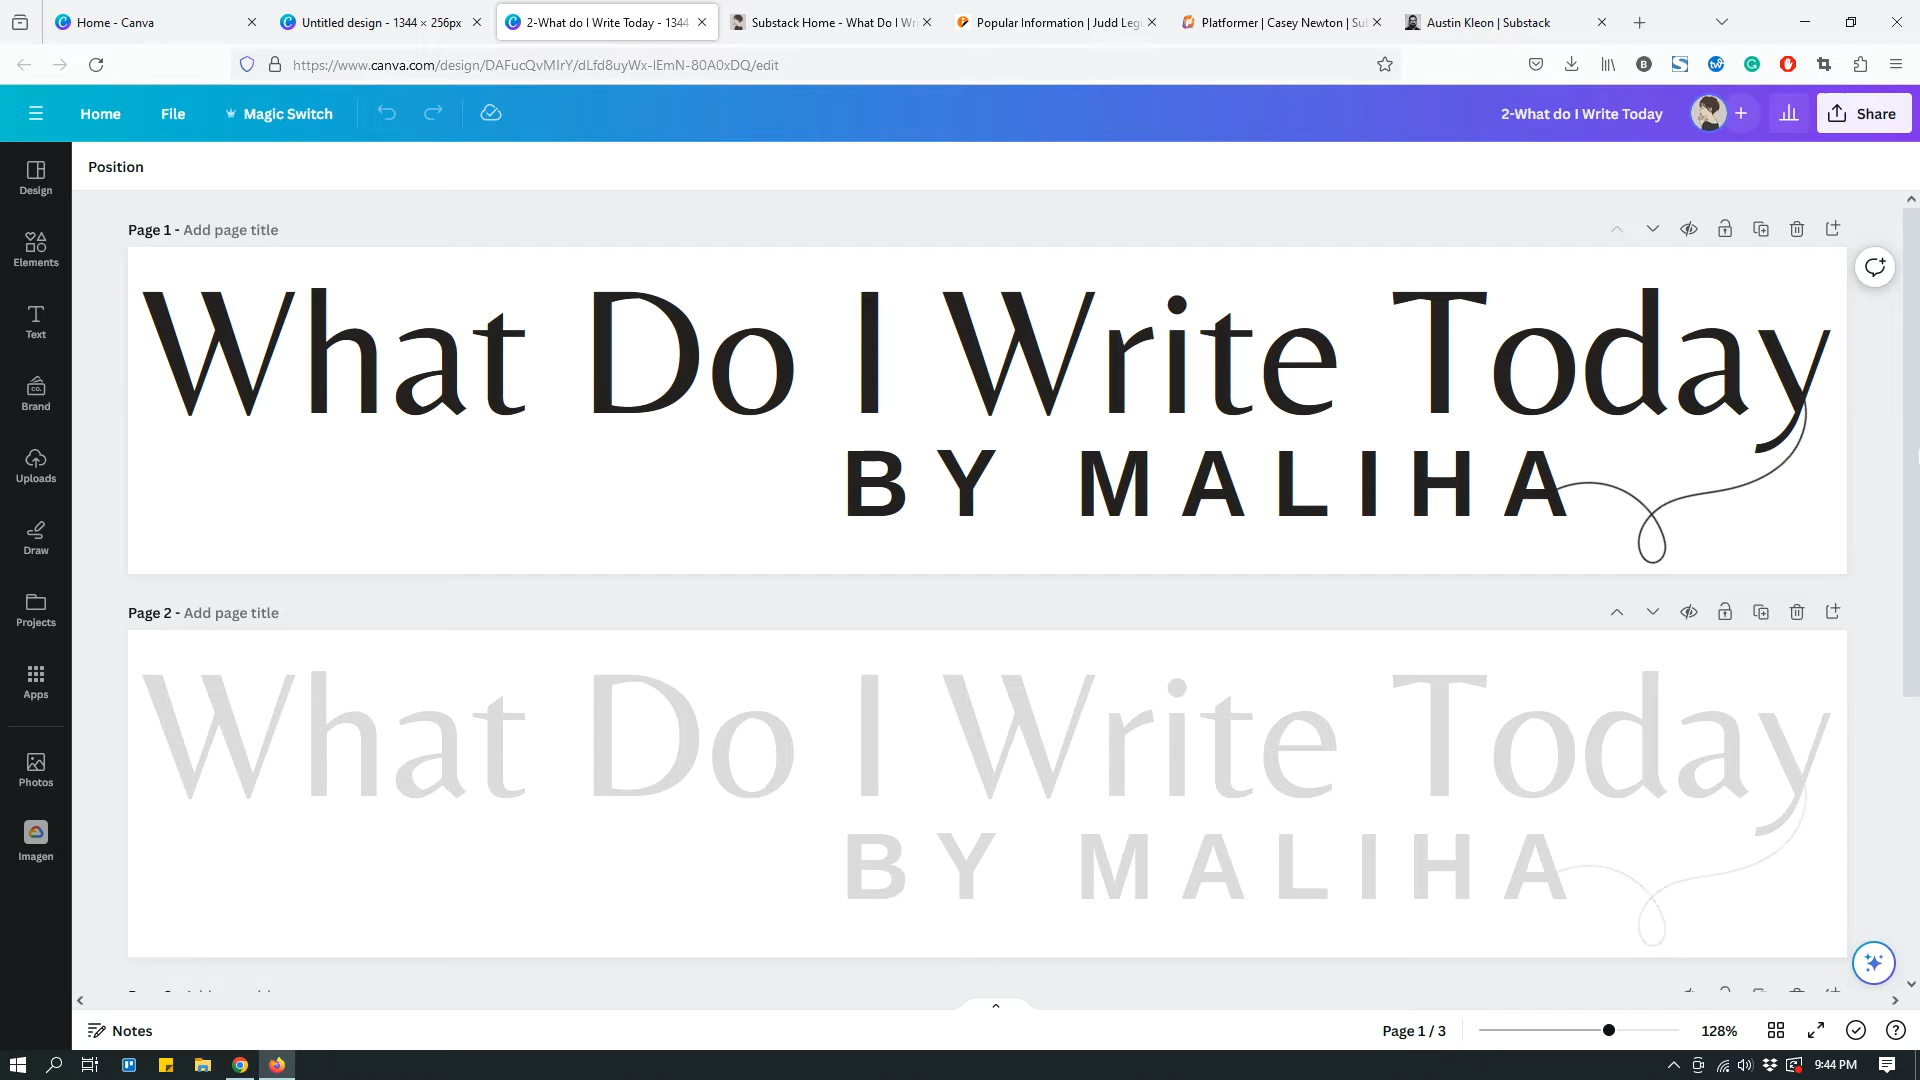 Home - Canva
Untitled design - 1344 × 256px
2-What do I Write Today - 1344
Substack Home - What Do I Wri
Popular Information | Judd Legu
Platformer | Casey Newton | Sub
Austin Kleon | Substack
https://www.canva.com/design/DAFucQvMIrY/dLfd8uyWx-lEmN-80A0xDQ/edit
Home
File
Magic Switch
2-What do I Write Today
Share
Position
Design
Elements
Text
Brand
Uploads
Draw
Projects
Apps
Photos
Imagen
Page 1 - Add page title
What Do I Write Today
BY MALIHA
Page 2 - Add page title
What Do I Write Today
BY MALIHA
Notes
Page 1 / 3
128%
9:44 PM